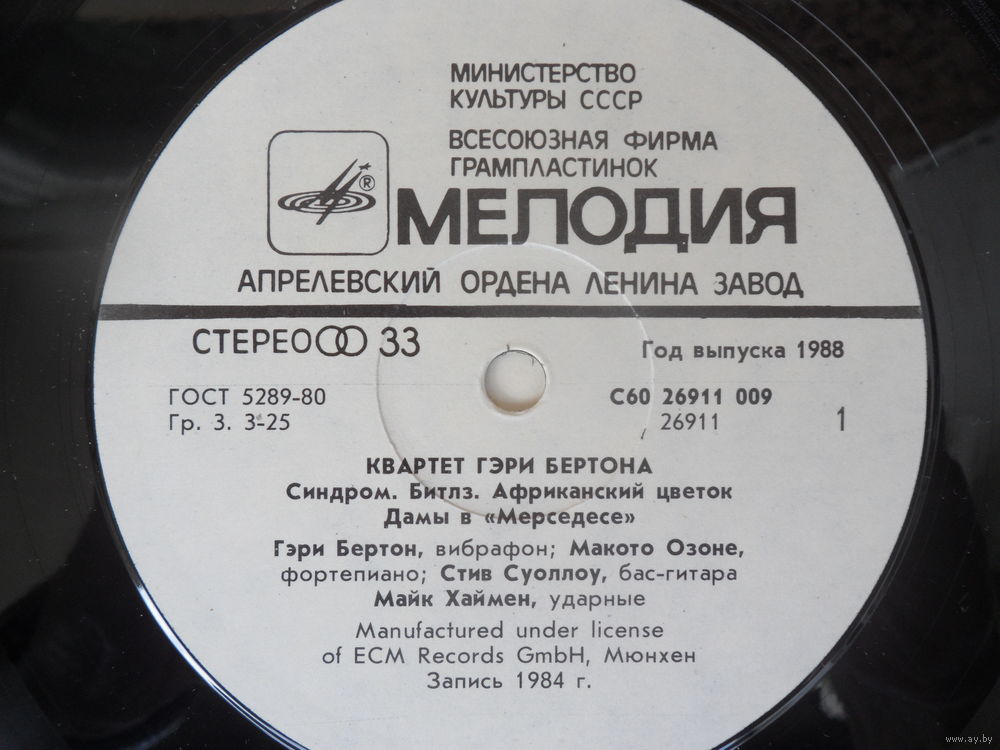 МИНИСТЕРСТВО
КУЛЬТУРЫ СССР
ВСЕСОЮЗНАЯ ФИРМА
ГРАМПЛАСТИНОК
®
МЕЛОДИЯ
АПРЕЛЕВСКИЙ ОРДЕНА ЛЕНИНА ЗАВОД
СТЕРЕО 33
Год выпуска 1988
ГОСТ 5289-80
С60 26911 009
Гр. 3. 3-25
26911
1
КВАРТЕТ ГЭРИ БЕРТОНА
Синдром. Битлз. Африканский цветок
Дамы в «Мерседесе»
Гэри Бертон, вибрафон; Макото Озоне,
фортепиано; Стив Суоллоу, бас-гитара
Майк Хаймен, ударные
Manufactured under license
of ECM Records GmbH, Мюнхен
Запись 1984 г.
www.ay.by